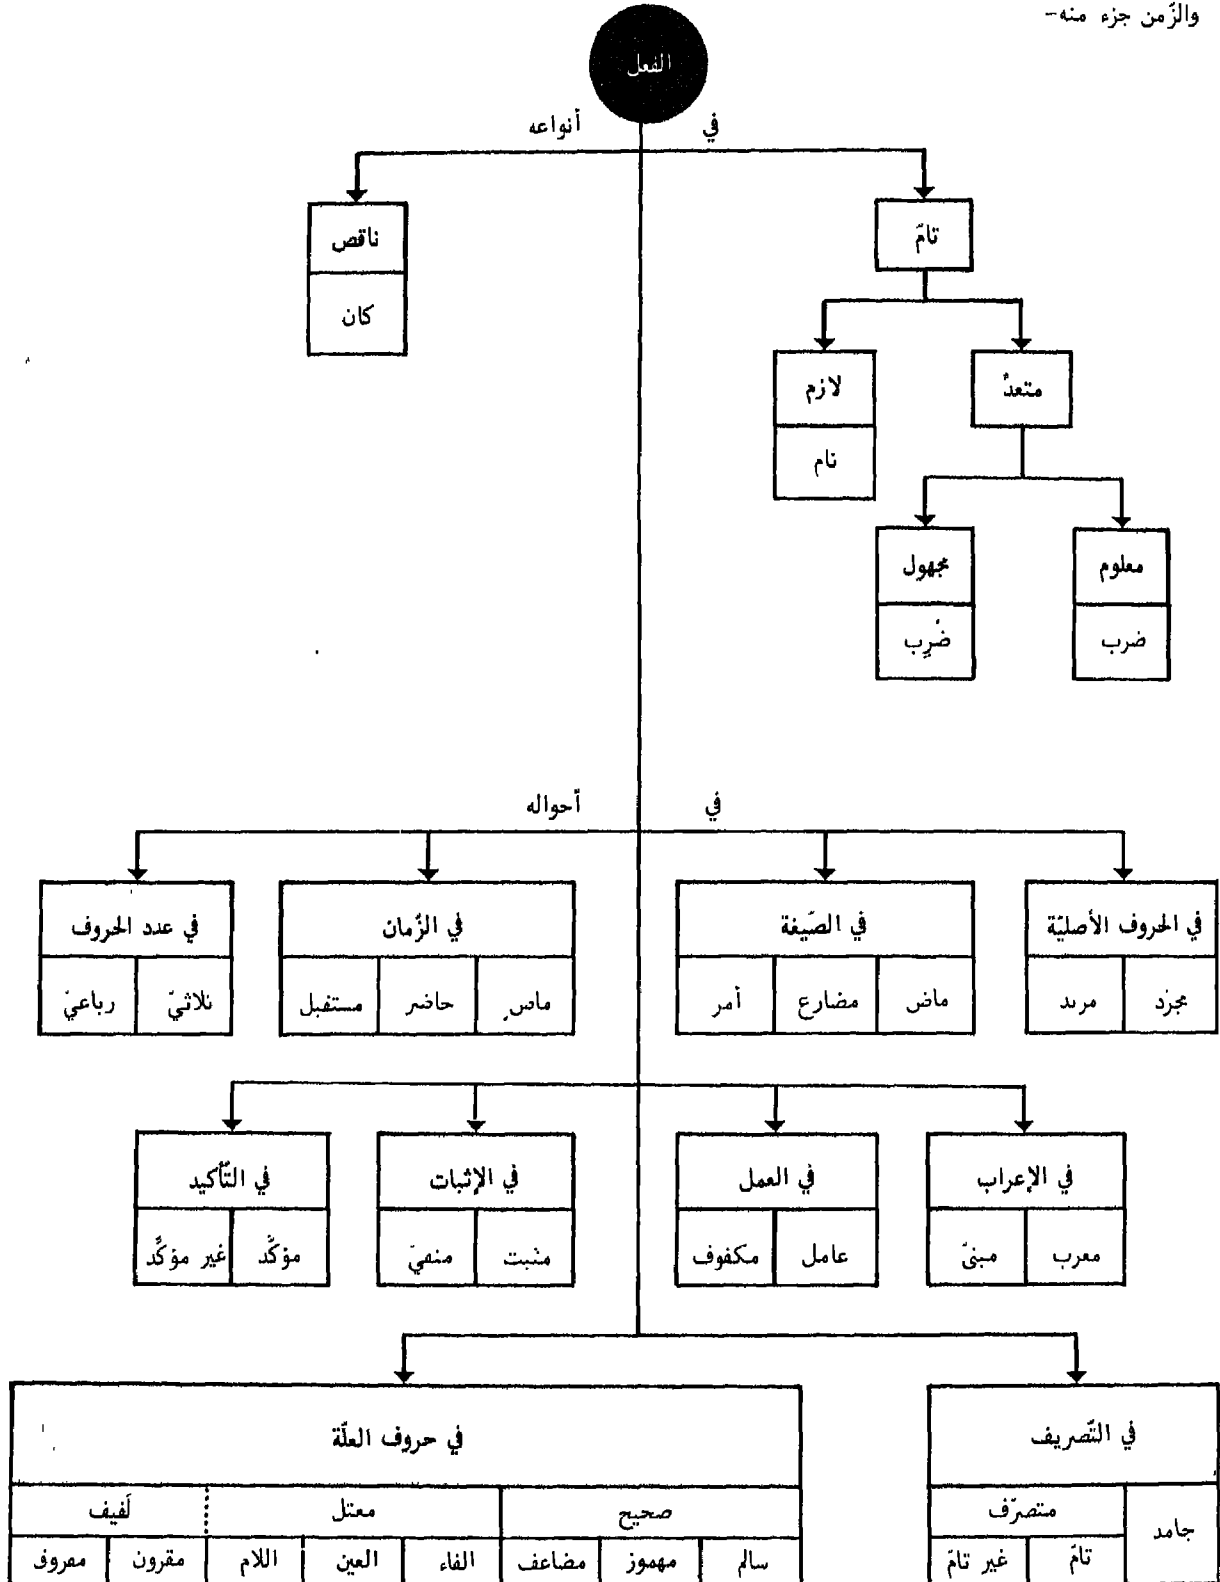 والزّمن جزء منه-
الفعل
في أنواعه
تامّ
ناقص
كان
متعدٍّ
لازم
نام
معلوم
مجهول
ضرب
ضُرِب
في أحواله
في الحروف الأصليّة
في الصّيغة
في الزّمان
في عدد الحروف
مجرّد مزيد
ماض مضارع أمر
ماض حاضر مستقبل
ثلاثيّ رباعيّ
في الإعراب
في العمل
في الإثبات
في التّأكيد
معرب مبنيّ
عامل مكفوف
مثبت منفيّ
مؤكَّد غير مؤكَّد
في التّصريف
في حروف العلّة
جامد
متصرّف
تامّ غير تامّ
صحيح معتل لَفيف
سالم مهموز مضاعف الفاء العين اللام مقرون مفروق